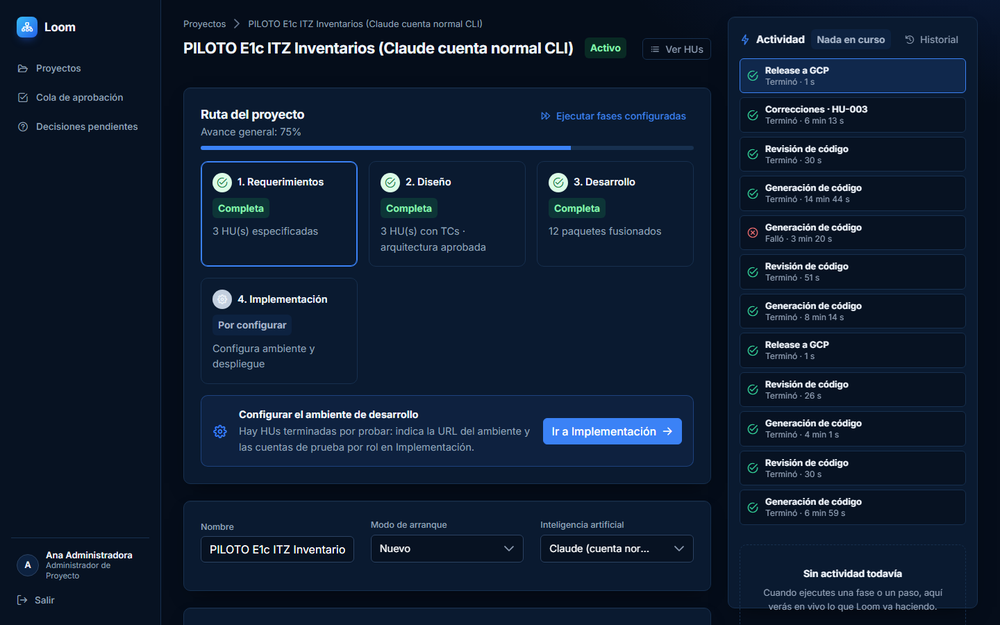 Loom
Proyectos
Cola de aprobación
Decisiones pendientes
A
Ana Administradora
Administrador de
Proyecto
Salir
Proyectos
PILOTO E1c ITZ Inventarios (Claude cuenta normal CLI)
PILOTO E1c ITZ Inventarios (Claude cuenta normal CLI)
Activo
Ver HUs
Ruta del proyecto
Avance general: 75%
Ejecutar fases configuradas
1. Requerimientos
Completa
3 HU(s) especificadas
2. Diseño
Completa
3 HU(s) con TCs ·
arquitectura aprobada
3. Desarrollo
Completa
12 paquetes fusionados
4. Implementación
Por configurar
Configura ambiente y
despliegue
Configurar el ambiente de desarrollo
Hay HUs terminadas por probar: indica la URL del ambiente y
las cuentas de prueba por rol en Implementación.
Ir a Implementación
Nombre
PILOTO E1c ITZ Inventario
Modo de arranque
Nuevo
Inteligencia artificial
Claude (cuenta nor...
Actividad
Nada en curso
Historial
Release a GCP
Terminó · 1 s
Correcciones · HU-003
Terminó · 6 min 13 s
Revisión de código
Terminó · 30 s
Generación de código
Terminó · 14 min 44 s
Generación de código
Falló · 3 min 20 s
Revisión de código
Terminó · 51 s
Generación de código
Terminó · 8 min 14 s
Release a GCP
Terminó · 1 s
Revisión de código
Terminó · 26 s
Generación de código
Terminó · 4 min 1 s
Revisión de código
Terminó · 30 s
Generación de código
Terminó · 6 min 59 s
Sin actividad todavía
Cuando ejecutes una fase o un paso, aquí
verás en vivo lo que Loom va haciendo.